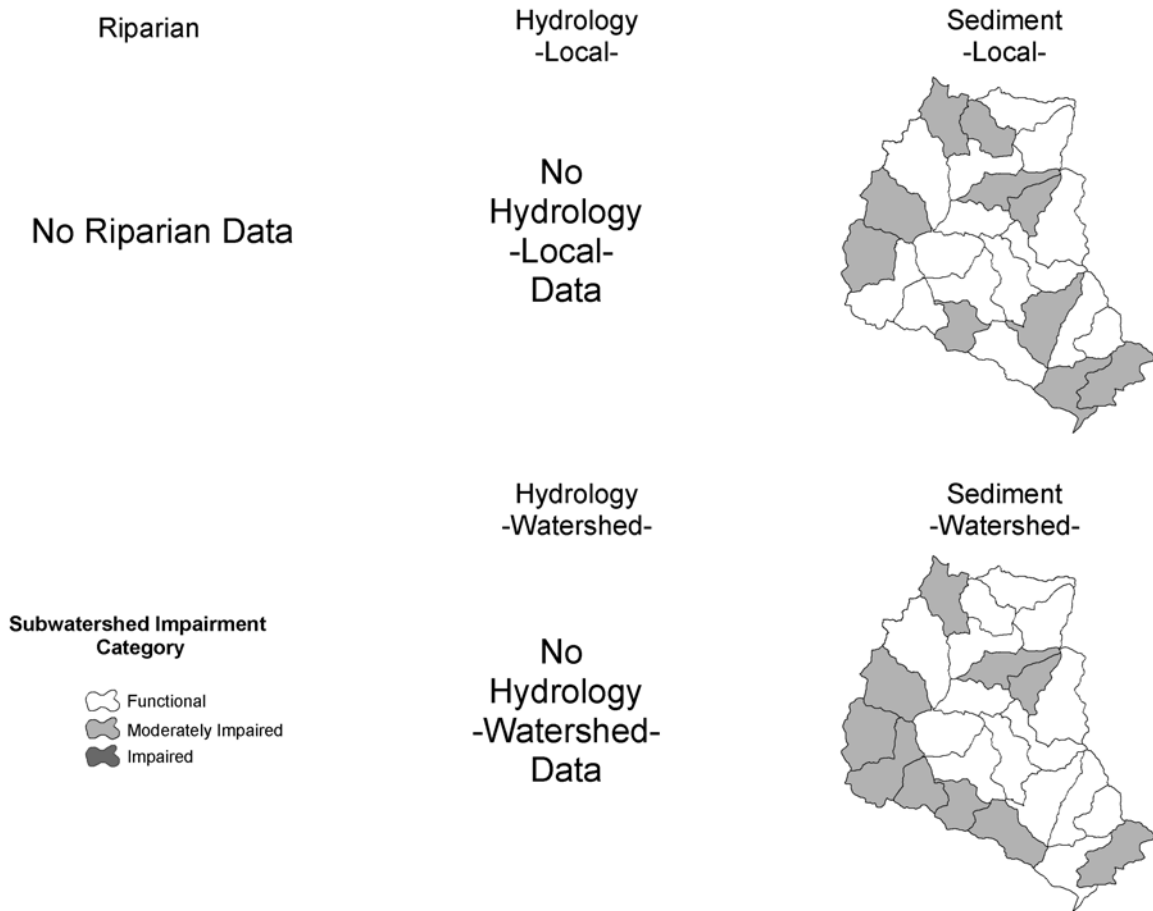 Riparian
Hydrology
-Local-
Sediment
-Local-
No Riparian Data
No
Hydrology
-Local-
Data
Hydrology
-Watershed-
Sediment
-Watershed-
Subwatershed Impairment
Category
Functional
Moderately Impaired
Impaired
No
Hydrology
-Watershed-
Data